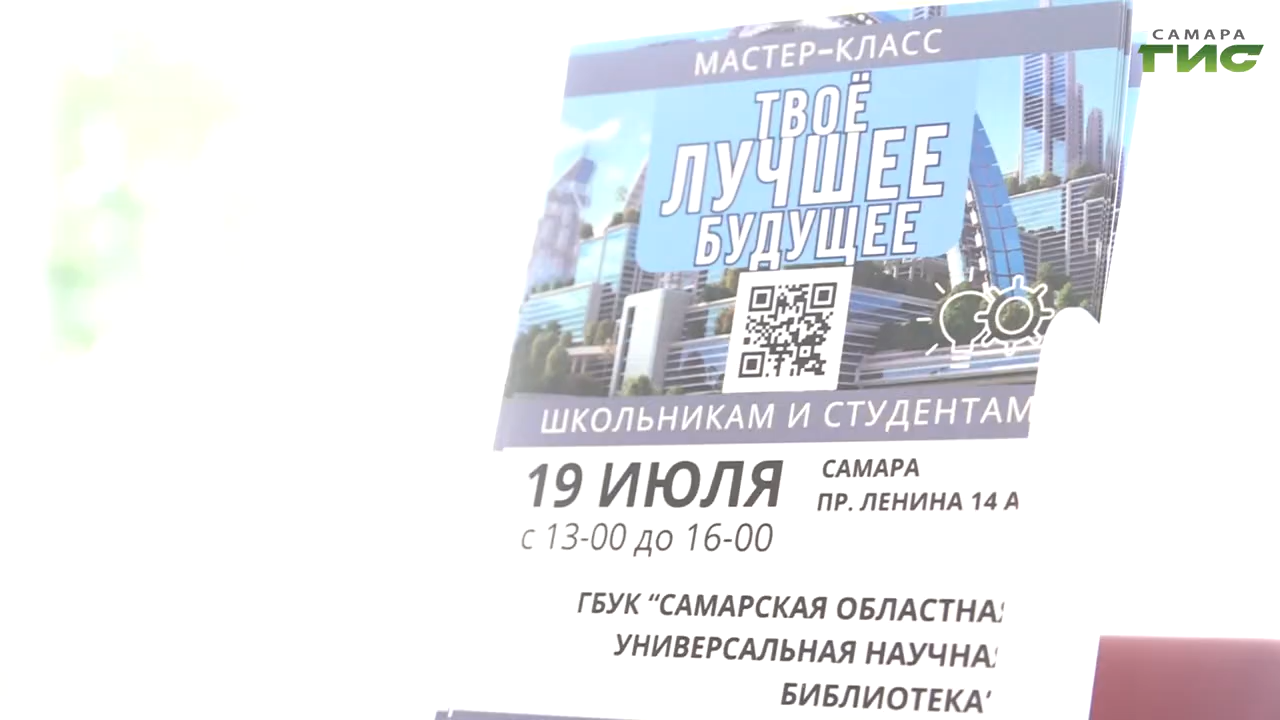 САМАРА
ГИС
МАСТЕР-КЛАСС
ТВОЁ
ЛУЧШЕЕ
БУДУЩЕЕ
ШКОЛЬНИКАМ И СТУДЕНТАМ
19 ИЮЛЯ
с 13-00 до 16-00
САМАРА
ПР. ЛЕНИНА 14 А
ГБУК “САМАРСКАЯ ОБЛАСТНАЯ
УНИВЕРСАЛЬНАЯ НАУЧНАЯ
БИБЛИОТЕКА“